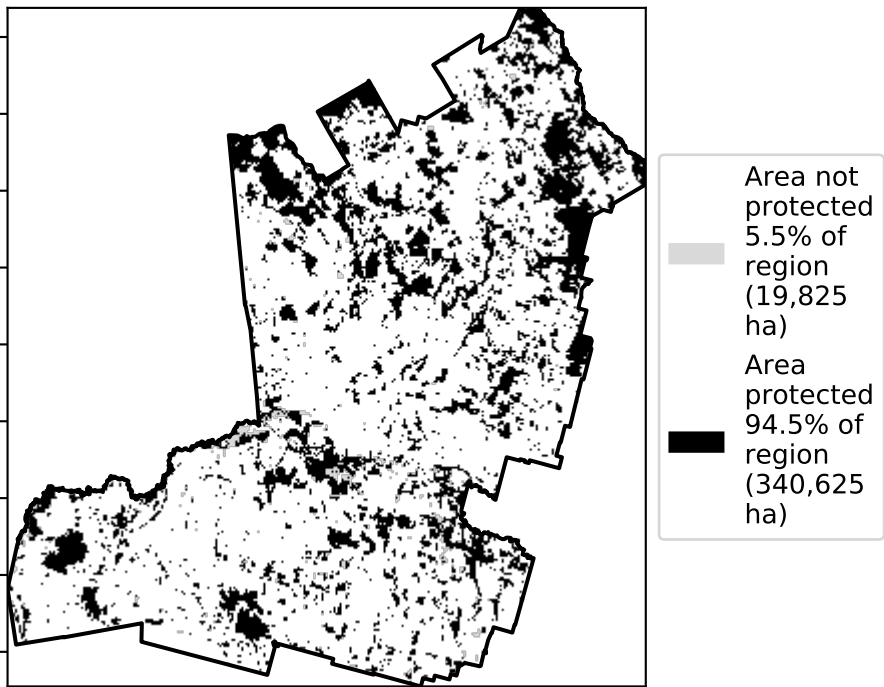 Area not
protected
5.5% of
region
(19,825
ha)
Area
protected
94.5% of
region
(340,625
ha)